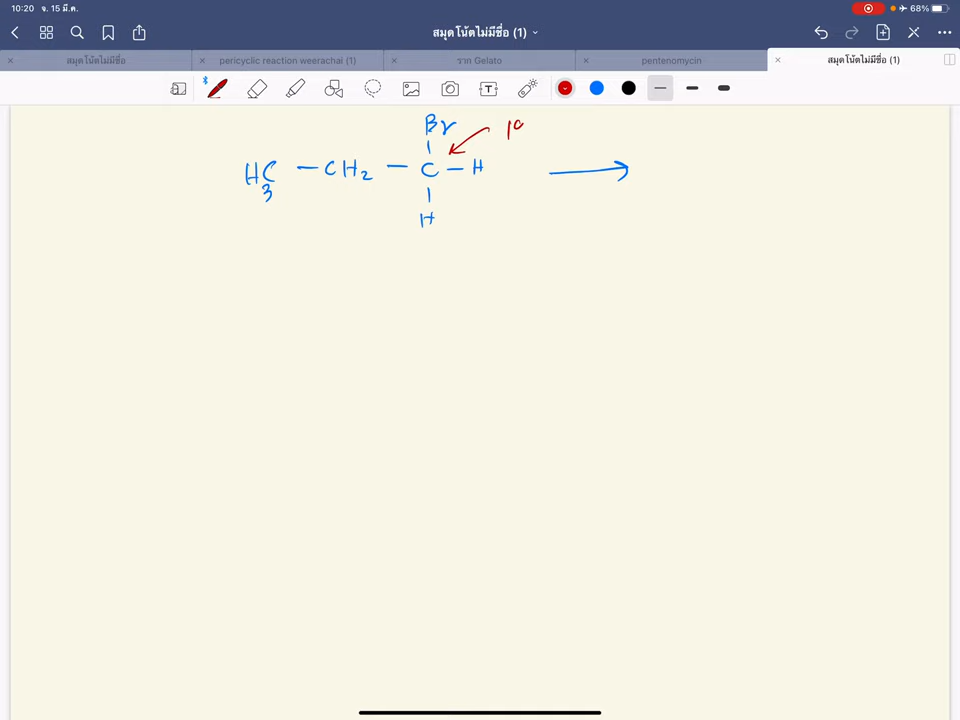 10:20 จ. 15 มี.ค. 68%
สมุดโน้ตไม่มีชื่อ (1)
สมุดโน้ตไม่มีชื่อ pericyclic reaction weerachai (1) ราก Gelato pentenomycin สมุดโน้ตไม่มีชื่อ (1)
T
Br 1°
H3C — CH2 — C — H
H